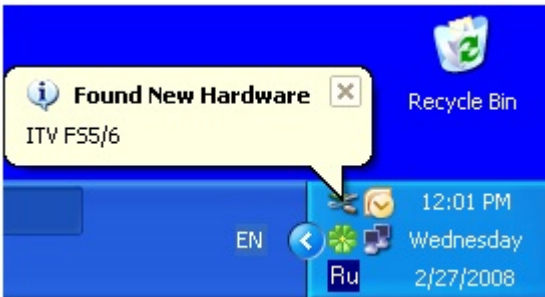 Found New Hardware
ITV FS5/6
Recycle Bin
EN
12:01 PM
Wednesday
Ru
2/27/2008